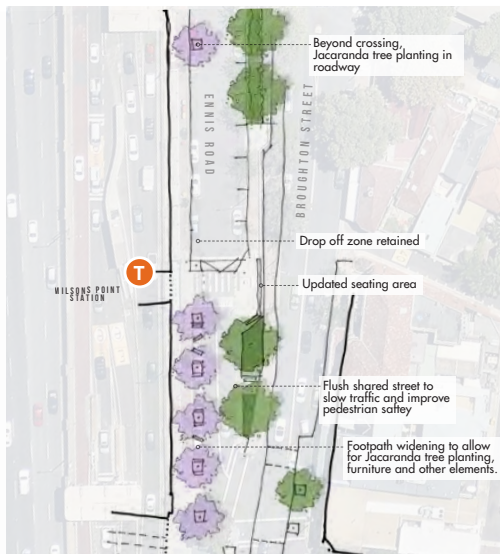 Beyond crossing,
Jacaranda tree planting in
roadway
ENNIS ROAD
BROUGHTON STREET
Drop off zone retained
T
WILSONS POINT
STATION
Updated seating area
Flush shared street to
slow traffic and improve
pedestrian saftey
Footpath widening to allow
for Jacaranda tree planting,
furniture and other elements.